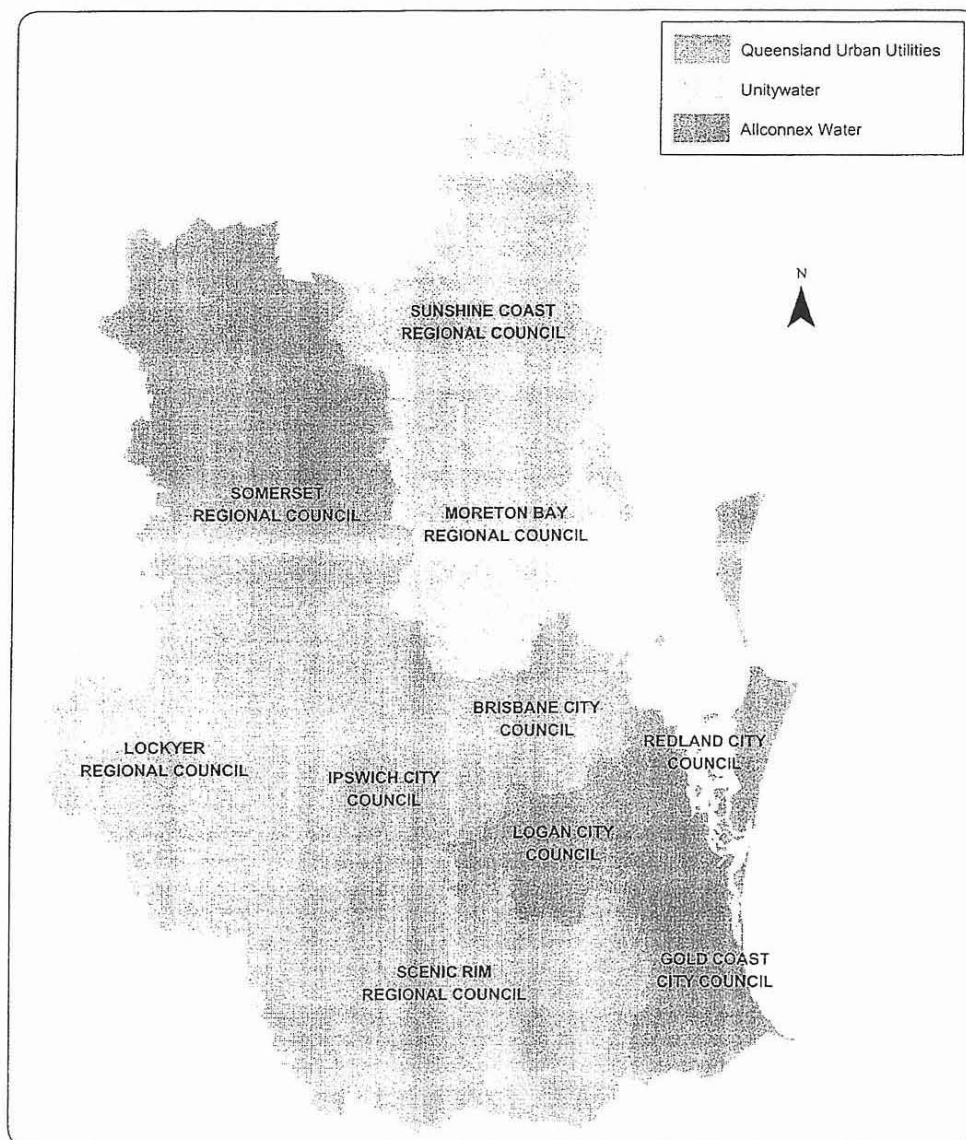 Queensland Urban Utilities
Unitywater
Allconnex Water
N
SUNSHINE COAST
REGIONAL COUNCIL
SOMERSET
REGIONAL COUNCIL
MORETON BAY
REGIONAL COUNCIL
BRISBANE CITY
COUNCIL
REDLAND CITY
COUNCIL
LOCKYER
REGIONAL COUNCIL
IPSWICH CITY
COUNCIL
LOGAN CITY
COUNCIL
SCENIC RIM
REGIONAL COUNCIL
GOLD COAST
CITY COUNCIL